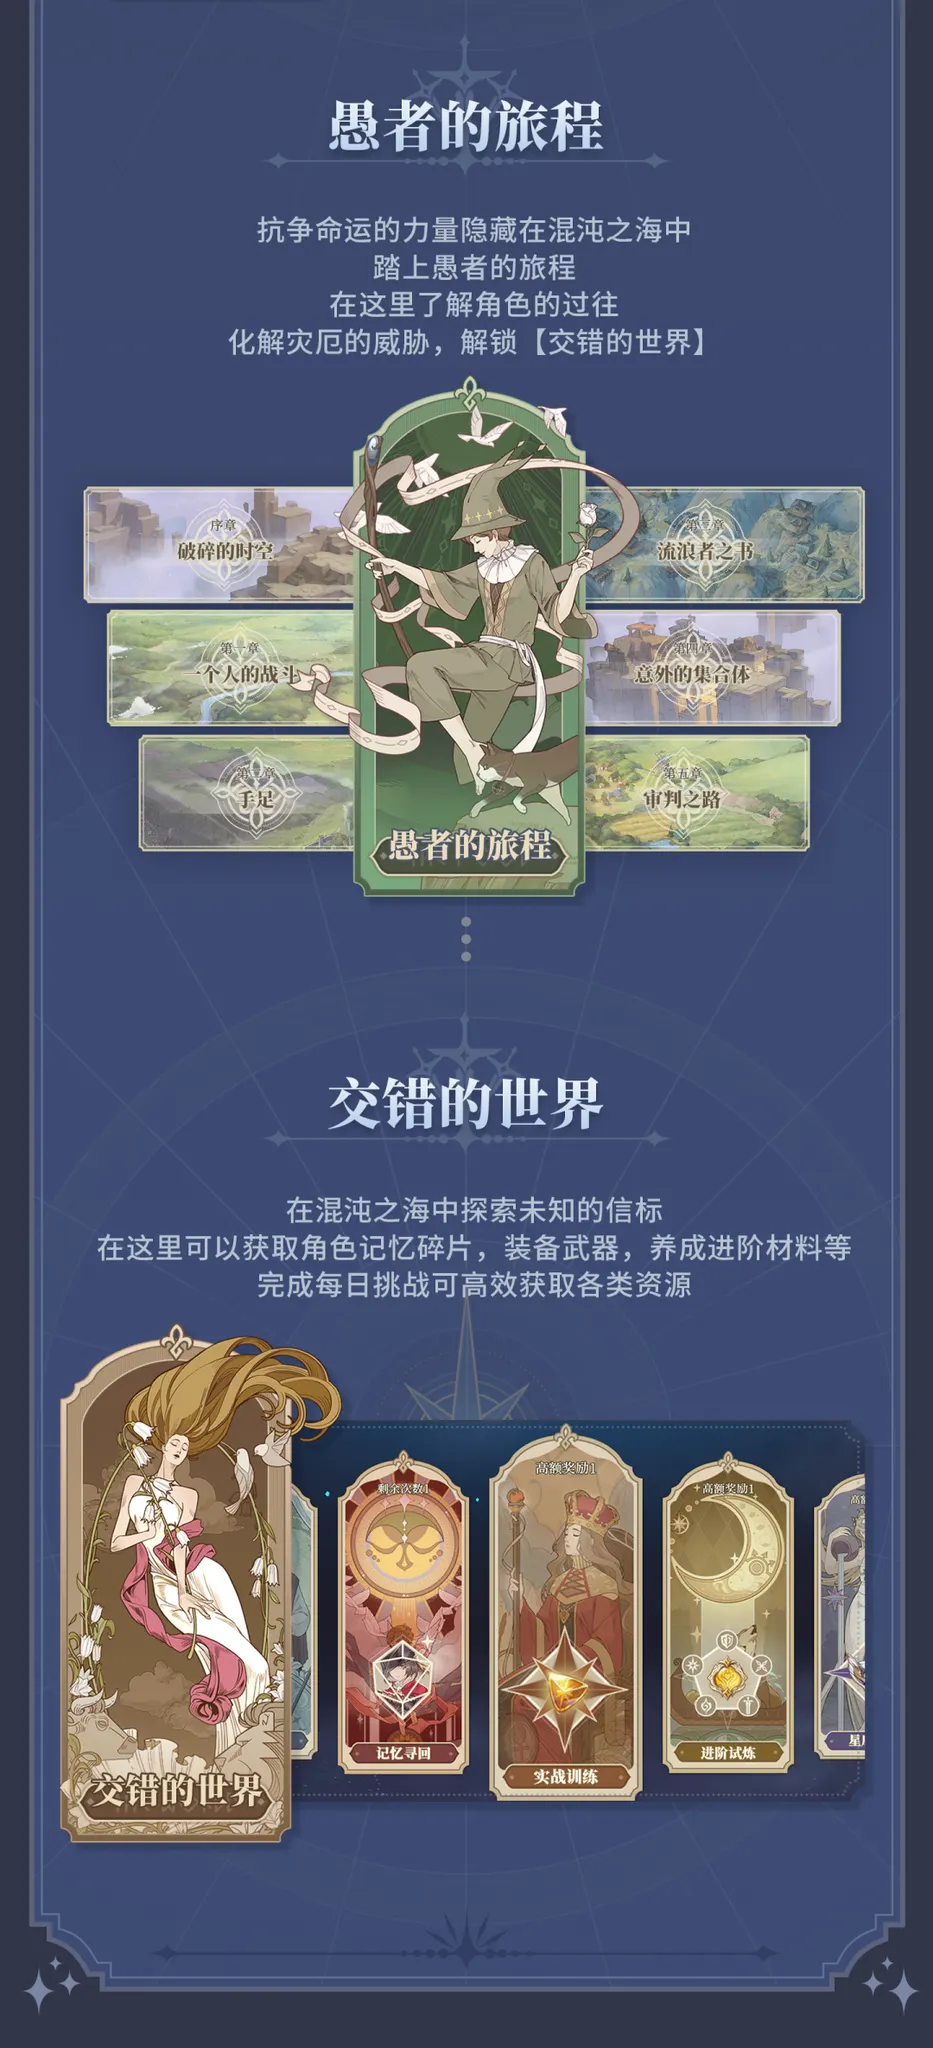 愚者的旅程
抗争命运的力量隐藏在混沌之海中
踏上愚者的旅程
在这里了解角色的过往
化解灾厄的威胁，解锁【交错的世界】
序章
破碎的时空
第一章
一个人的战斗
第二章
手足
第三章
流浪者之书
第四章
意外的集合体
第五章
审判之路
愚者的旅程
交错的世界
在混沌之海中探索未知的信标
在这里可以获取角色记忆碎片，装备武器，养成进阶材料等
完成每日挑战可高效获取各类资源
交错的世界
剩余次数1
记忆寻回
高额奖励1
实战训练
高额奖励1
进阶试炼
高
星